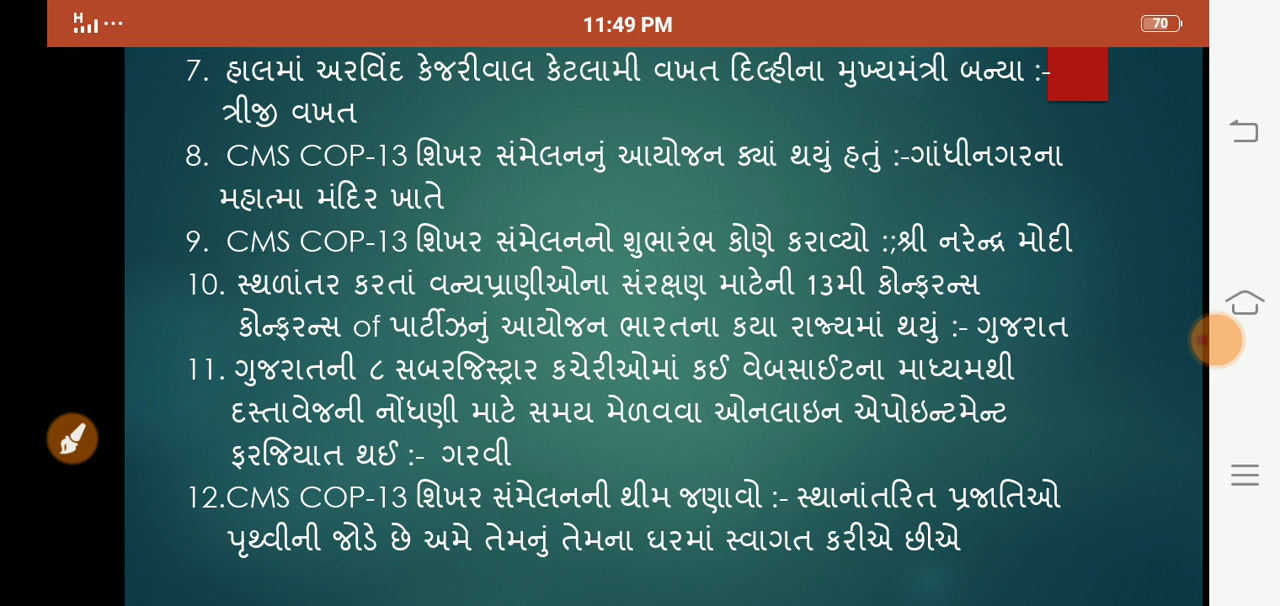 H
11:49 PM
70
7. હાલમાં અરવિંદ કેજરીવાલ કેટલામી વખત દિલ્હીના મુખ્યમંત્રી બન્યા :-
ત્રીજી વખત
8. CMS COP-13 શિખર સંમેલનનું આયોજન ક્યાં થયું હતું :-ગાંધીનગરના
મહાત્મા મંદિર ખાતે
9. CMS COP-13 શિખર સંમેલનનો શુભારંભ કોણે કરાવ્યો :;શ્રી નરેન્દ્ર મોદી
10. સ્થળાંતર કરતાં વન્યપ્રાણીઓના સંરક્ષણ માટેની 13મી કોન્ફરન્સ
કોન્ફરન્સ of પાર્ટીઝનું આયોજન ભારતના કયા રાજ્યમાં થયું :- ગુજરાત
11. ગુજરાતની ૮ સબરજિસ્ટ્રાર કચેરીઓમાં કઈ વેબસાઈટના માધ્યમથી
દસ્તાવેજની નોંધણી માટે સમય મેળવવા ઓનલાઇન એપોઇન્ટમેન્ટ
ફરજિયાત થઈ :- ગરવી
12.CMS COP-13 શિખર સંમેલનની થીમ જણાવો :- સ્થાનાંતરિત પ્રજાતિઓ
પૃથ્વીની જોડે છે અમે તેમનું તેમના ઘરમાં સ્વાગત કરીએ છીએ